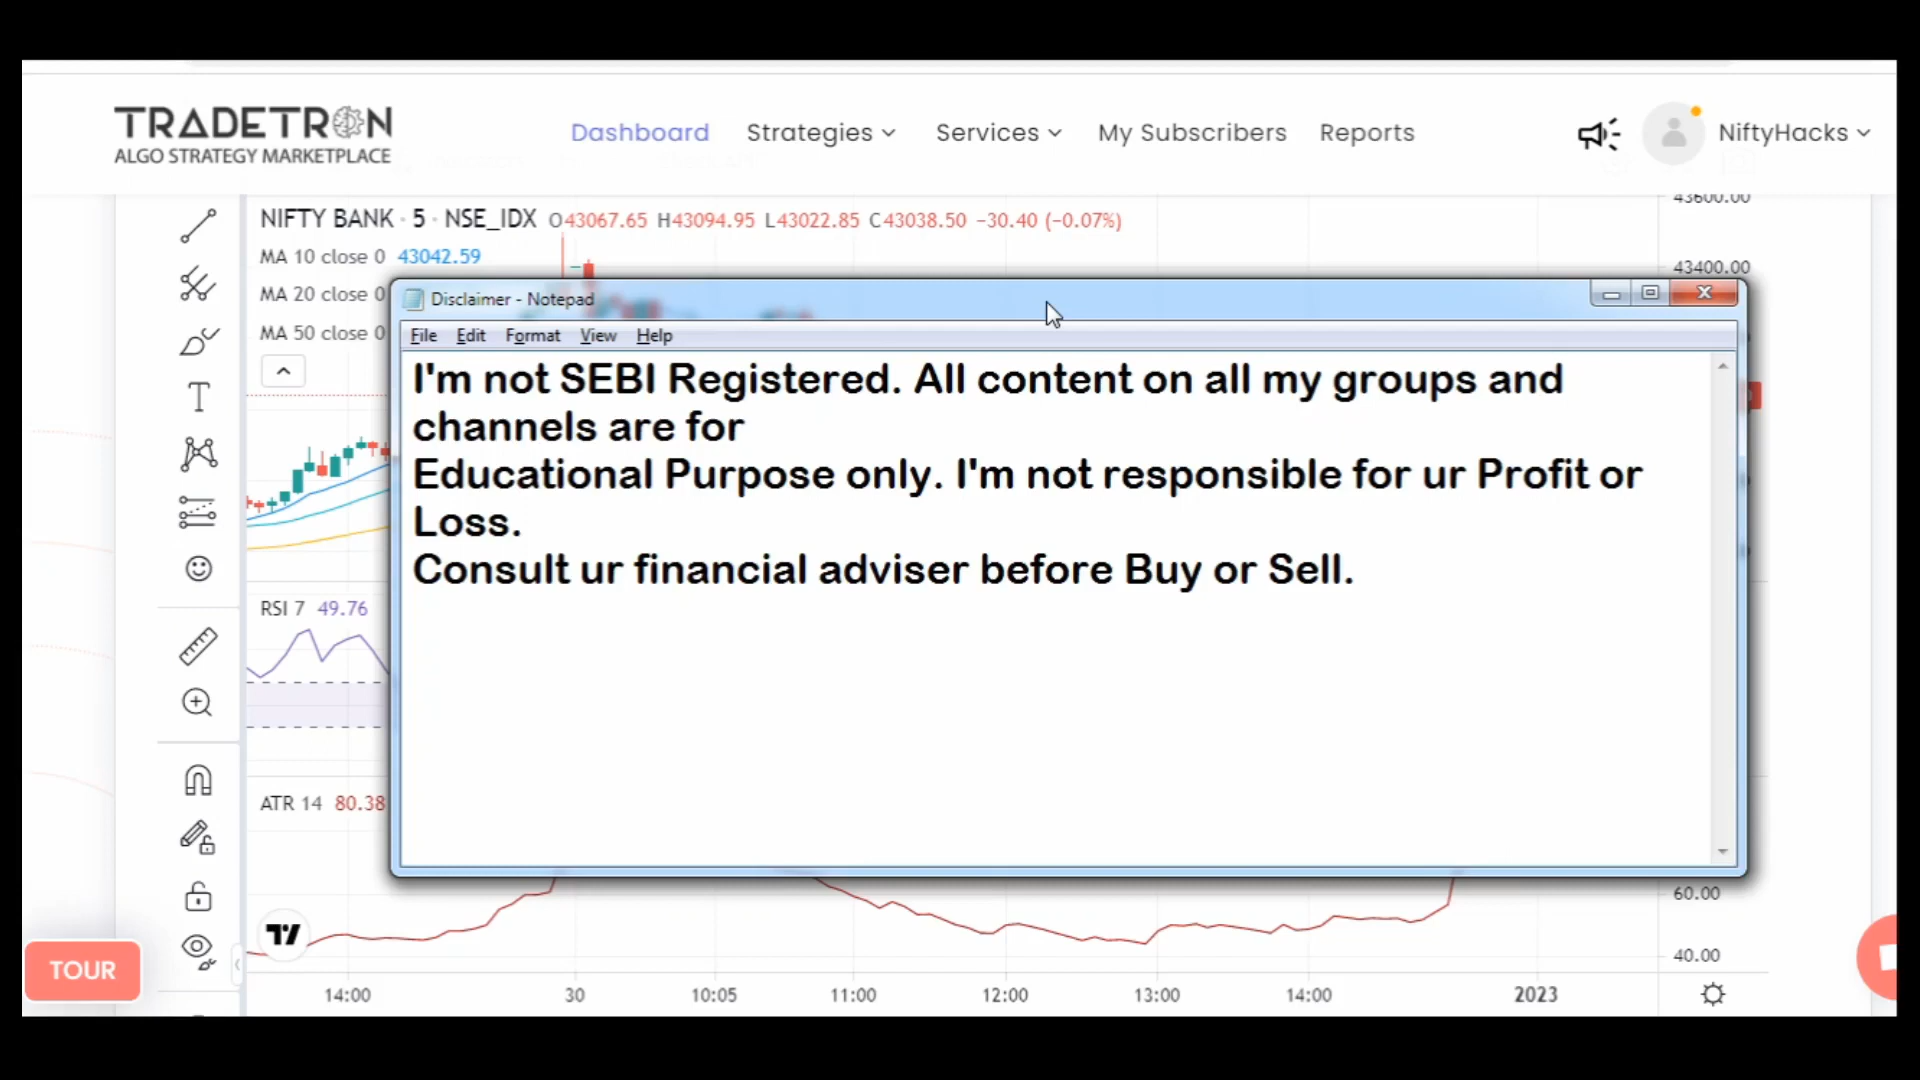 TRADETRON
ALGO STRATEGY MARKETPLACE
Dashboard Strategies Services My Subscribers Reports NiftyHacks
NIFTY BANK · 5 · NSE_IDX O43067.65 H43094.95 L43022.85 C43038.50 −30.40 (−0.07%)
43600.00
MA 10 close 0 43042.59
43400.00
MA 20 close 0
MA 50 close 0
Disclaimer - Notepad
File Edit Format View Help
I'm not SEBI Registered. All content on all my groups and
channels are for
Educational Purpose only. I'm not responsible for ur Profit or
Loss.
Consult ur financial adviser before Buy or Sell.
RSI 7 49.76
ATR 14 80.38
60.00
40.00
TOUR
14:00 30 10:05 11:00 12:00 13:00 14:00 2023